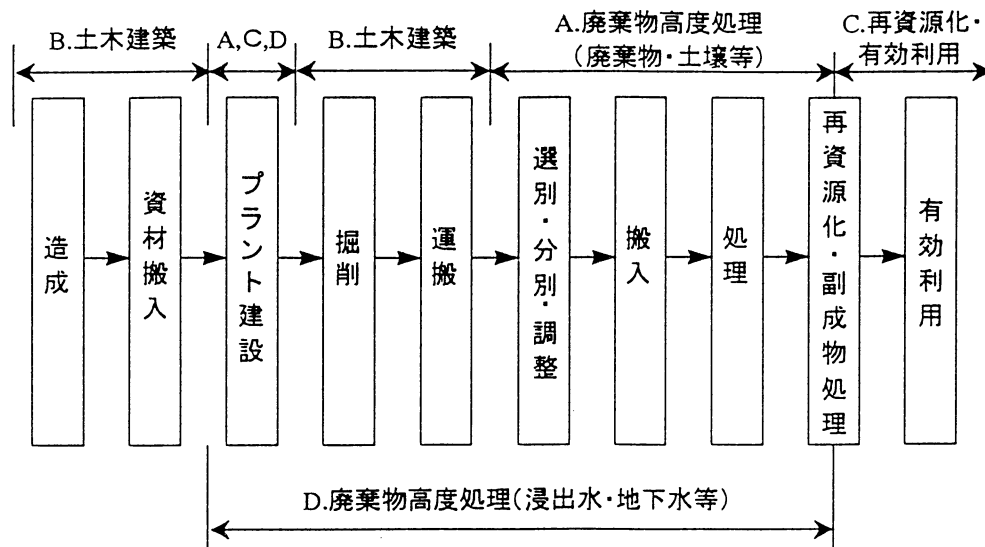 B.土木建築
A,C,D
B.土木建築
A.廃棄物高度処理
(廃棄物・土壌等)
C.再資源化・
有効利用
造成
資材搬入
プラント建設
掘削
運搬
選別・分別・調整
搬入
処理
再資源化・副成物処理
有効利用
D.廃棄物高度処理(浸出水・地下水等)